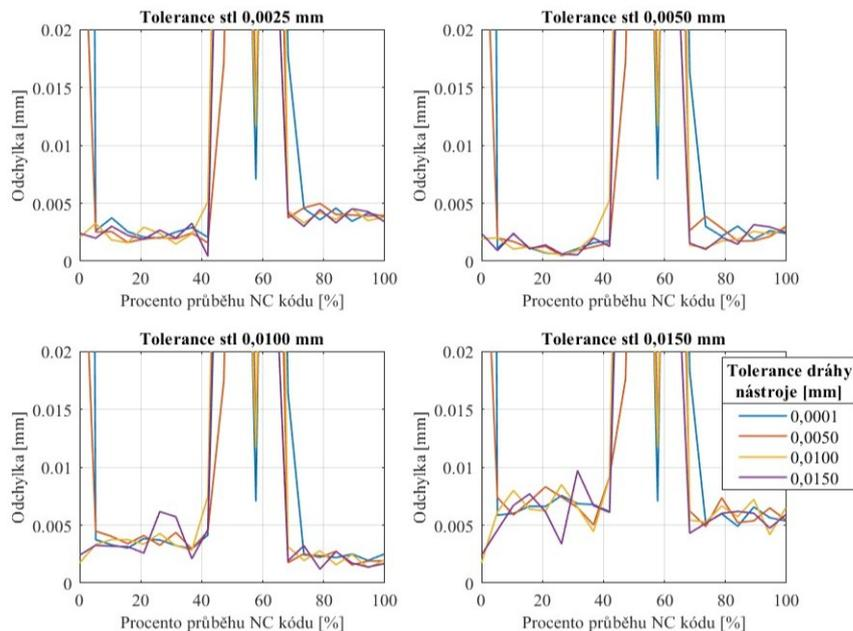 Tolerance stl 0,0025 mm
0.02
0.015
0.01
0.005
0
Odchylka [mm]
0 20 40 60 80 100
Procento průběhu NC kódu [%]
Tolerance stl 0,0050 mm
0.02
0.015
0.01
0.005
0
Odchylka [mm]
0 20 40 60 80 100
Procento průběhu NC kódu [%]
Tolerance stl 0,0100 mm
0.02
0.015
0.01
0.005
0
Odchylka [mm]
0 20 40 60 80 100
Procento průběhu NC kódu [%]
Tolerance stl 0,0150 mm
0.02
0.015
0.01
0.005
0
Odchylka [mm]
0 20 40 60 80 100
Procento průběhu NC kódu [%]
Tolerance dráhy
nástroje [mm]
0,0001
0,0050
0,0100
0,0150